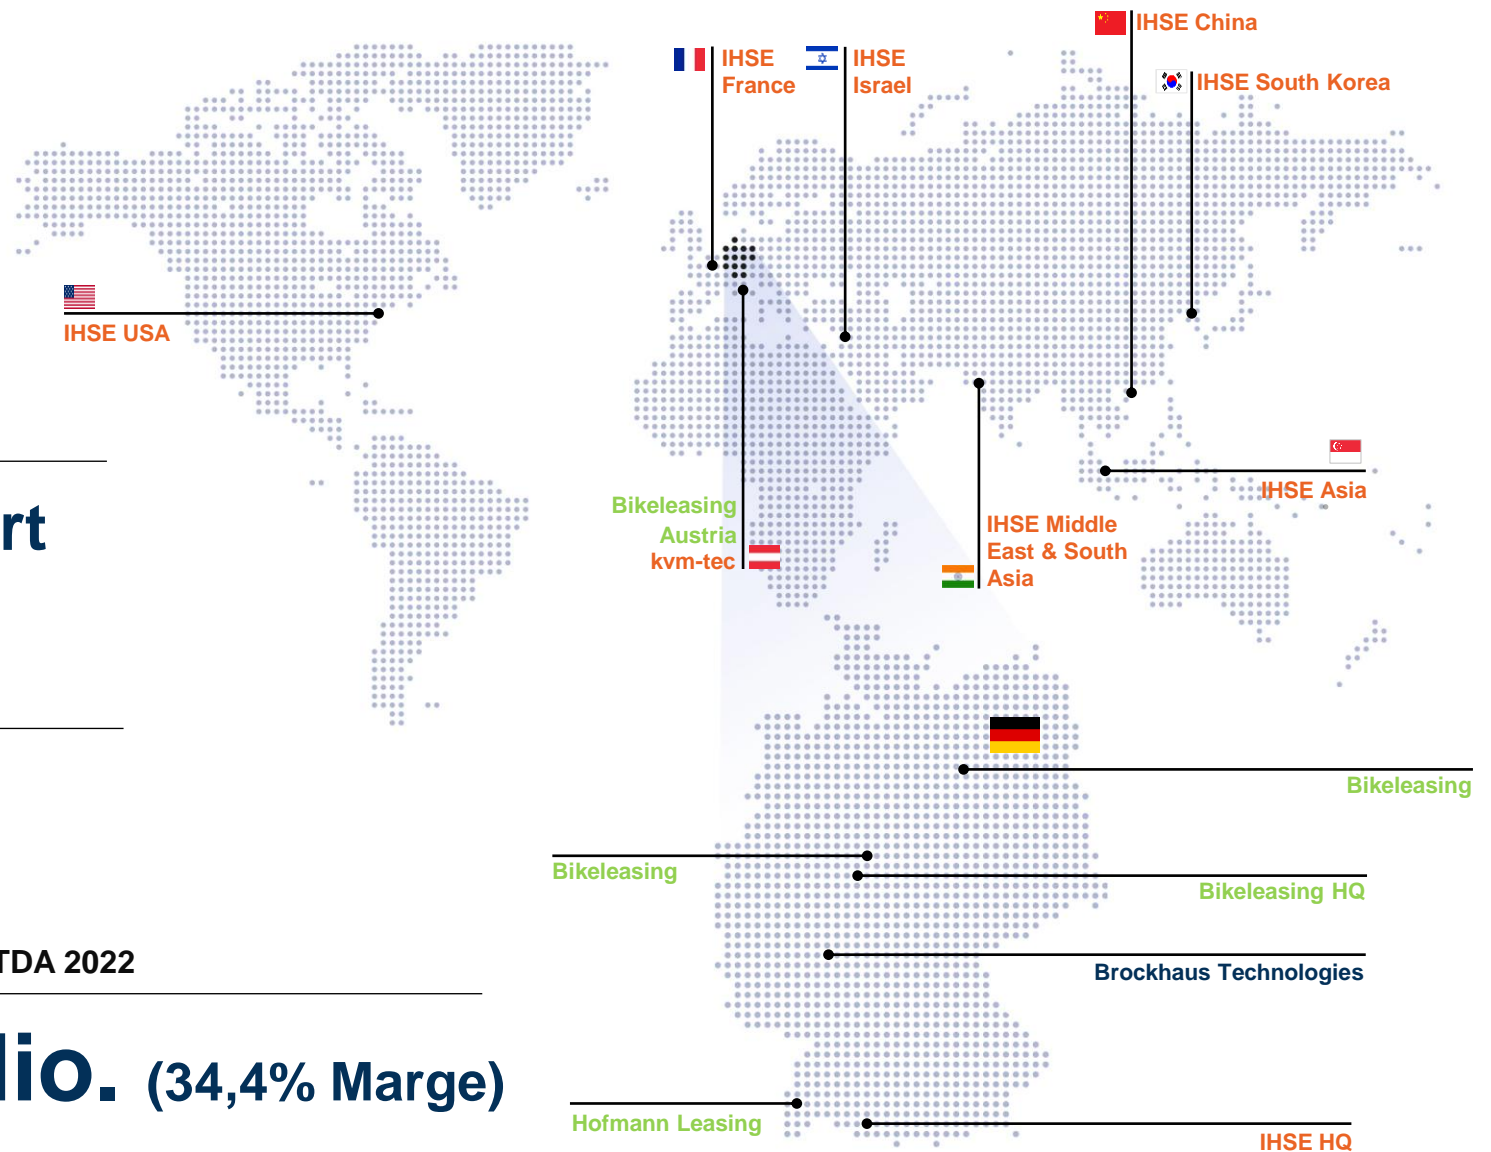 IHSE China
IHSE
France
IHSE
Israel
IHSE South Korea
IHSE USA
IHSE Asia
Bikeleasing
Austria
kvm-tec
IHSE Middle
East & South
Asia
Bikeleasing
Bikeleasing
Bikeleasing HQ
TDA 2022
Brockhaus Technologies
lio. (34,4% Marge)
Hofmann Leasing
IHSE HQ